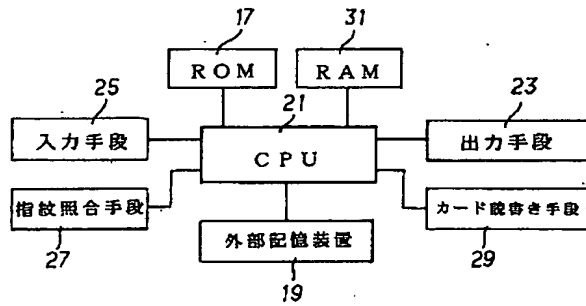 17
ROM
31
RAM
25
入力手段
21
CPU
23
出力手段
指紋照合手段
27
カード読書き手段
29
外部記憶装置
19